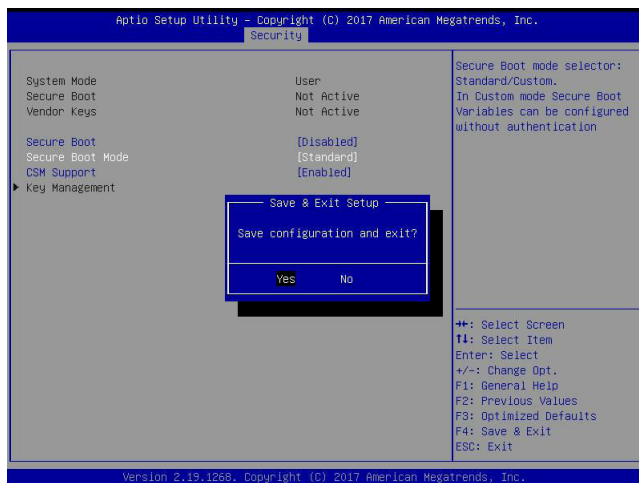 Aptio Setup Utility – Copyright (C) 2017 American Megatrends, Inc.
Security
System Mode User
Secure Boot Not Active
Vendor Keys Not Active
Secure Boot [Disabled]
Secure Boot Mode [Standard]
CSM Support [Enabled]
Key Management
Save & Exit Setup
Save configuration and exit?
Yes No
Secure Boot mode selector:
Standard/Custom.
In Custom mode Secure Boot
Variables can be configured
without authentication
→←: Select Screen
↑↓: Select Item
Enter: Select
+/-: Change Opt.
F1: General Help
F2: Previous Values
F3: Optimized Defaults
F4: Save & Exit
ESC: Exit
Version 2.19.1268. Copyright (C) 2017 American Megatrends, Inc.